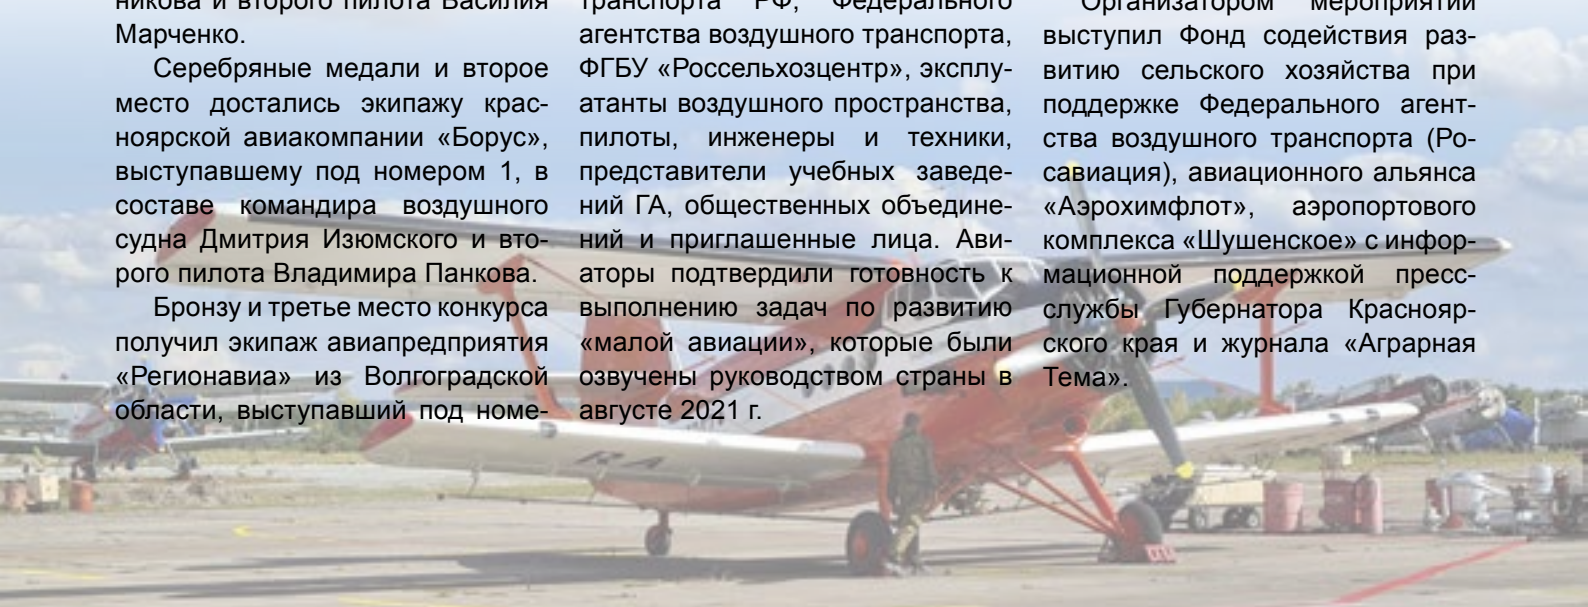 никова и второго пилота Василия
Марченко.
Серебряные медали и второе
место достались экипажу крас-
ноярской авиакомпании «Борус»,
выступавшему под номером 1, в
составе командира воздушного
судна Дмитрия Изюмского и вто-
рого пилота Владимира Панкова.
Бронзу и третье место конкурса
получил экипаж авиапредприятия
«Регионавиа» из Волгоградской
области, выступавший под номе-
транспорта РФ, Федерального
агентства воздушного транспорта,
ФГБУ «Россельхозцентр», эксплу-
атанты воздушного пространства,
пилоты, инженеры и техники,
представители учебных заведе-
ний ГА, общественных объедине-
ний и приглашенные лица. Ави-
аторы подтвердили готовность к
выполнению задач по развитию
«малой авиации», которые были
озвучены руководством страны в
августе 2021 г.
Организатором мероприятий
выступил Фонд содействия раз-
витию сельского хозяйства при
поддержке Федерального агент-
ства воздушного транспорта (Ро-
савиация), авиационного альянса
«Аэрохимфлот», аэропортового
комплекса «Шушенское» с инфор-
мационной поддержкой пресс-
службы Губернатора Краснояр-
ского края и журнала «Аграрная
Тема».
RA